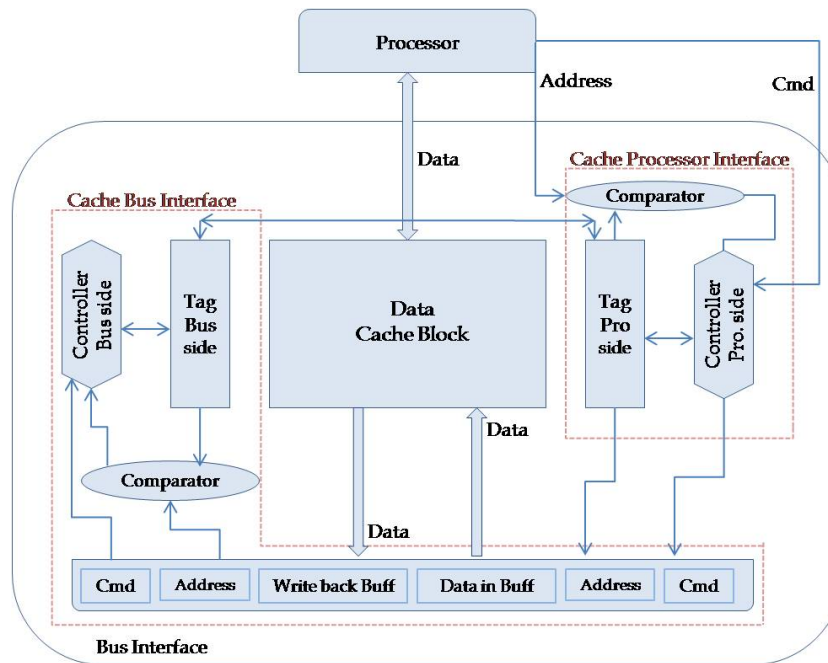 Processor
Address
Cmd
Data
Cache Processor Interface
Cache Bus Interface
Comparator
Controller
Bus side
Tag
Bus
side
Data
Cache Block
Tag
Pro
side
Controller
Pro. side
Data
Comparator
Data
Cmd
Address
Write back Buff
Data in Buff
Address
Cmd
Bus Interface